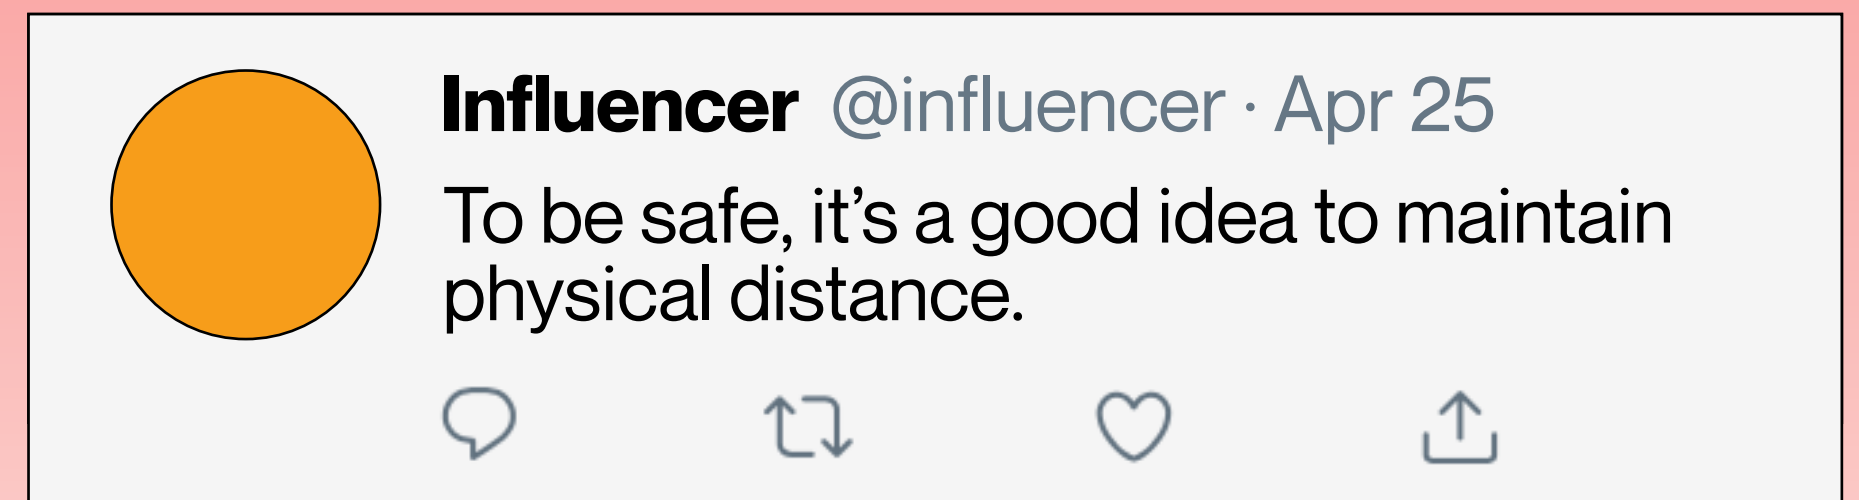 Influencer @influencer · Apr 25
To be safe, it’s a good idea to maintain
physical distance.